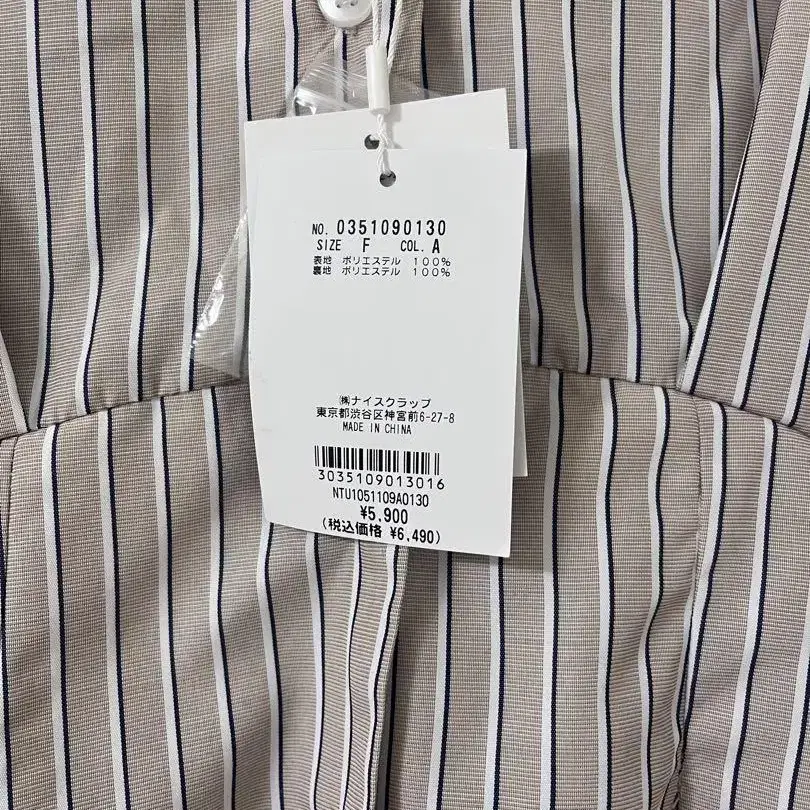 NO. 0351090130
SIZE F COL. A
表地 ポリエステル 100%
裏地 ポリエステル 100%
㈱ナイスクラップ
東京都渋谷区神宮前6-27-8
MADE IN CHINA
3035109013016
NTU1051109A0130
¥5,900
(税込価格 ¥6,490)